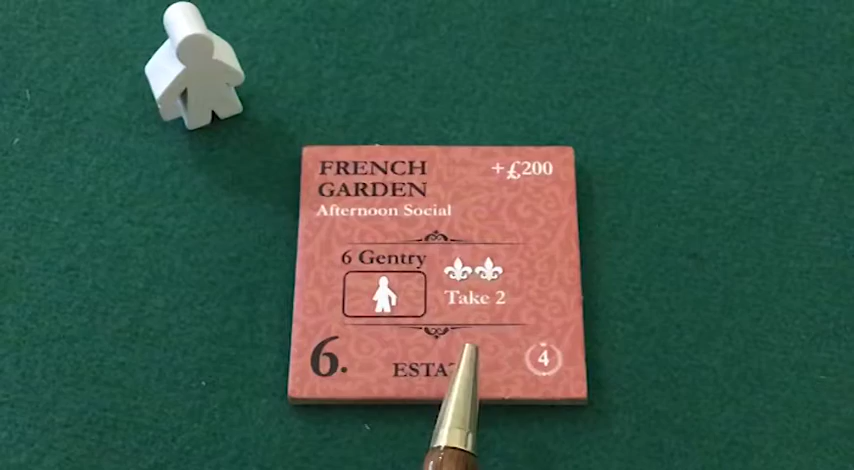 FRENCH
GARDEN
+£200
Afternoon Social
6 Gentry
Take 2
6.
4